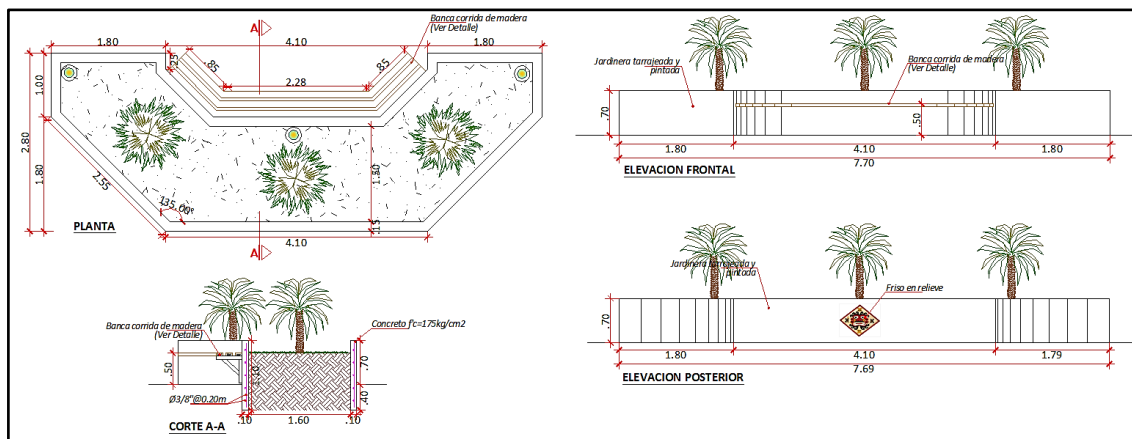 A
Banca corrida de madera
(Ver Detalle)
1.80
4.10
1.80
.25
.85
.85
2.28
1.00
2.80
1.80
2.55
135.00°
1.50
.15
PLANTA
4.10
A
Banca corrida de madera
(Ver Detalle)
Concreto f'c=175kg/cm2
.50
1.10
.70
.40
Ø3/8"@0.20m
.10
1.60
.10
CORTE A-A
Jardinera tarrajeada y
pintada
Banca corrida de madera
(Ver Detalle)
.70
.50
1.80
4.10
1.80
7.70
ELEVACION FRONTAL
Jardinera tarrajeada y
pintada
Friso en relieve
.70
1.80
4.10
1.79
7.69
ELEVACION POSTERIOR